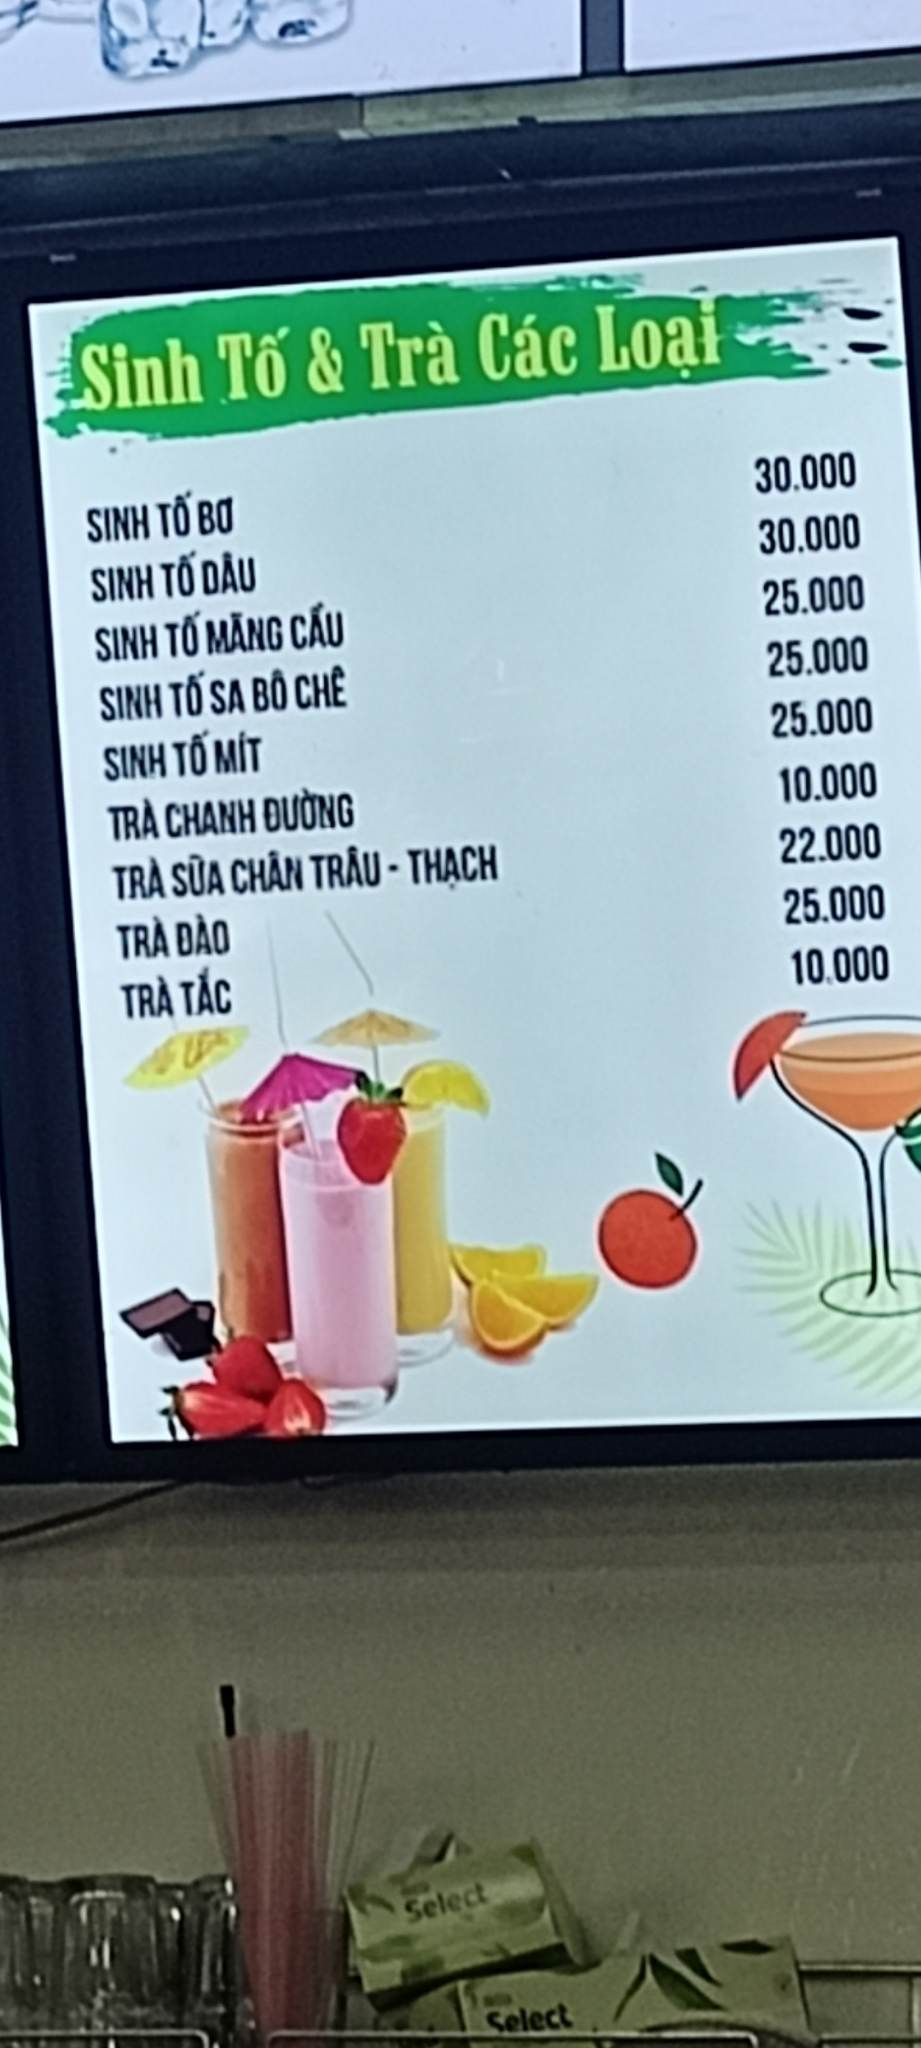 Sinh Tố & Trà Các Loại
SINH TỐ BƠ 30.000
SINH TỐ DÂU 30.000
SINH TỐ MÃNG CẦU 25.000
SINH TỐ SA BÔ CHÊ 25.000
SINH TỐ MÍT 25.000
TRÀ CHANH ĐƯỜNG 10.000
TRÀ SỮA CHÂN TRÂU - THẠCH 22.000
TRÀ ĐÀO 25.000
TRÀ TẮC 10.000
Select
Select